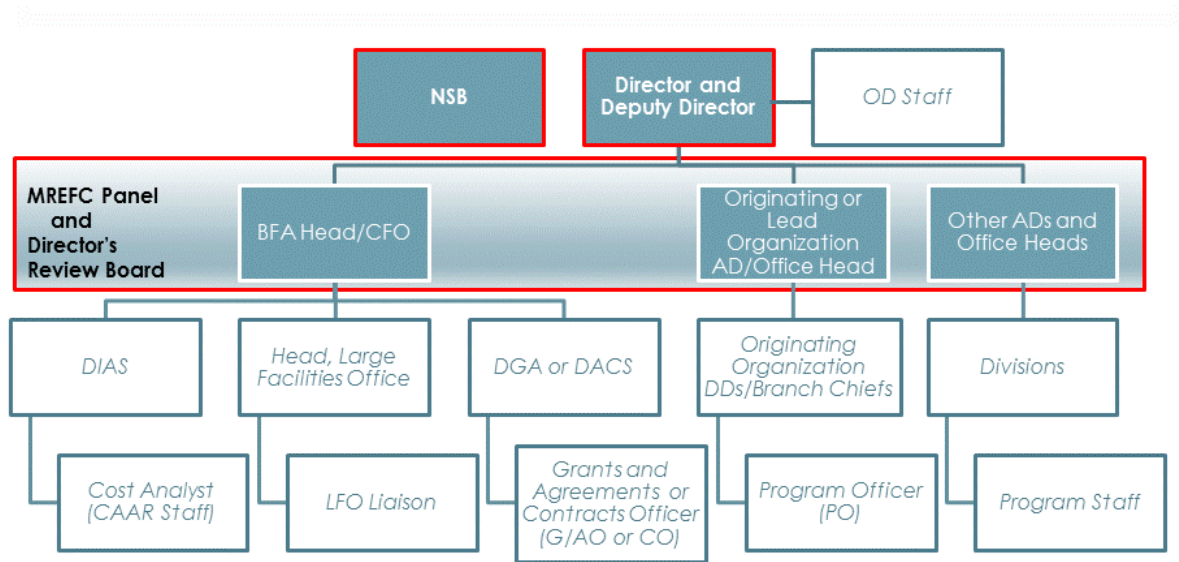 NSB
Director and
Deputy Director
OD Staff
MREFC Panel
and
Director's
Review Board
BFA Head/CFO
Originating or
Lead
Organization
AD/Office Head
Other ADs and
Office Heads
DIAS
Head, Large
Facilities Office
DGA or DACS
Originating
Organization
DDs/Branch Chiefs
Divisions
Cost Analyst
(CAAR Staff)
LFO Liaison
Grants and
Agreements or
Contracts Officer
(G/AO or CO)
Program Officer
(PO)
Program Staff